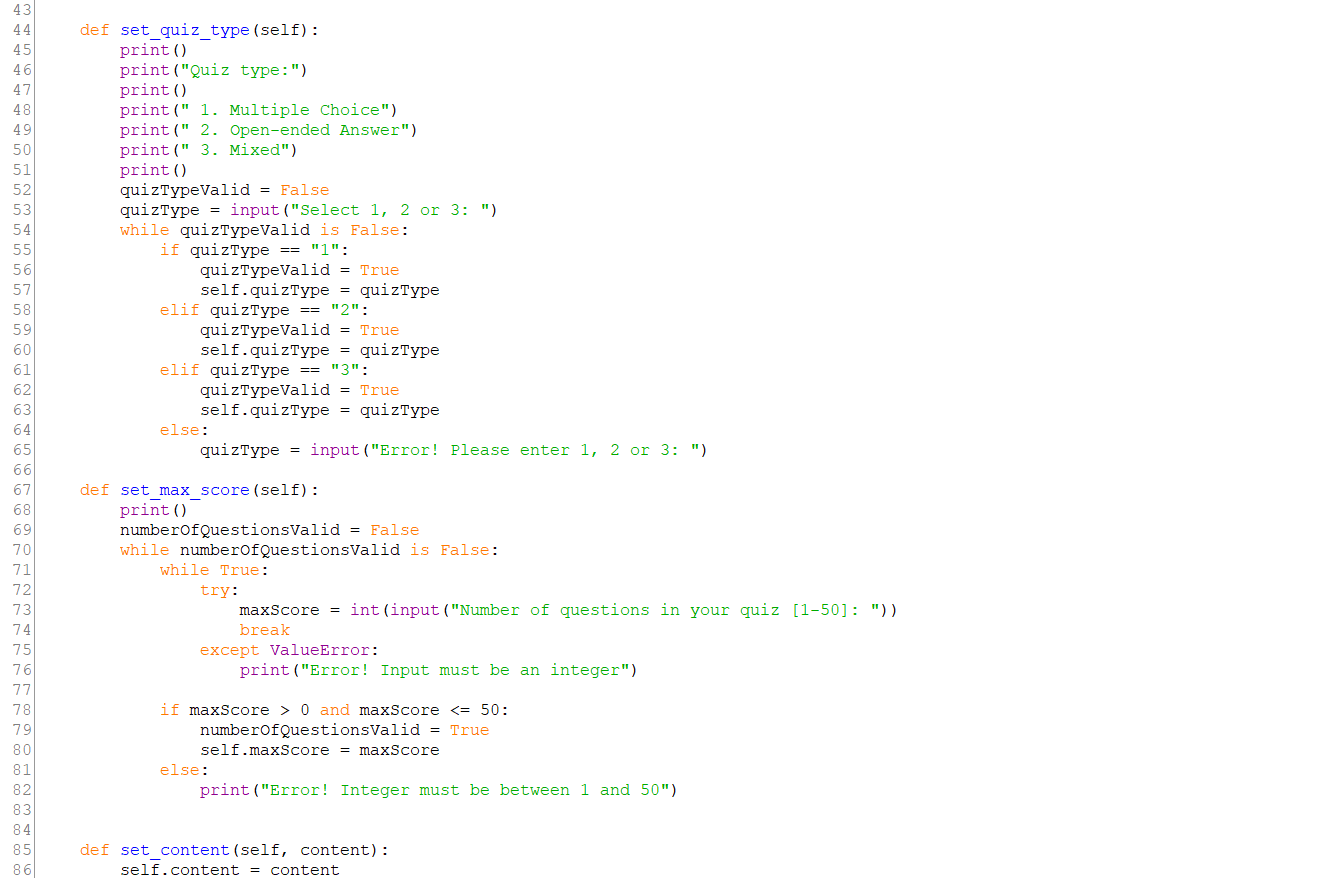 43
44     def set_quiz_type(self):
45         print()
46         print("Quiz type:")
47         print()
48         print(" 1. Multiple Choice")
49         print(" 2. Open-ended Answer")
50         print(" 3. Mixed")
51         print()
52         quizTypeValid = False
53         quizType = input("Select 1, 2 or 3: ")
54         while quizTypeValid is False:
55             if quizType == "1":
56                 quizTypeValid = True
57                 self.quizType = quizType
58             elif quizType == "2":
59                 quizTypeValid = True
60                 self.quizType = quizType
61             elif quizType == "3":
62                 quizTypeValid = True
63                 self.quizType = quizType
64             else:
65                 quizType = input("Error! Please enter 1, 2 or 3: ")
66
67     def set_max_score(self):
68         print()
69         numberOfQuestionsValid = False
70         while numberOfQuestionsValid is False:
71             while True:
72                 try:
73                     maxScore = int(input("Number of questions in your quiz [1-50]: "))
74                     break
75                 except ValueError:
76                     print("Error! Input must be an integer")
77
78             if maxScore > 0 and maxScore <= 50:
79                 numberOfQuestionsValid = True
80                 self.maxScore = maxScore
81             else:
82                 print("Error! Integer must be between 1 and 50")
83
84
85     def set_content(self, content):
86         self.content = content